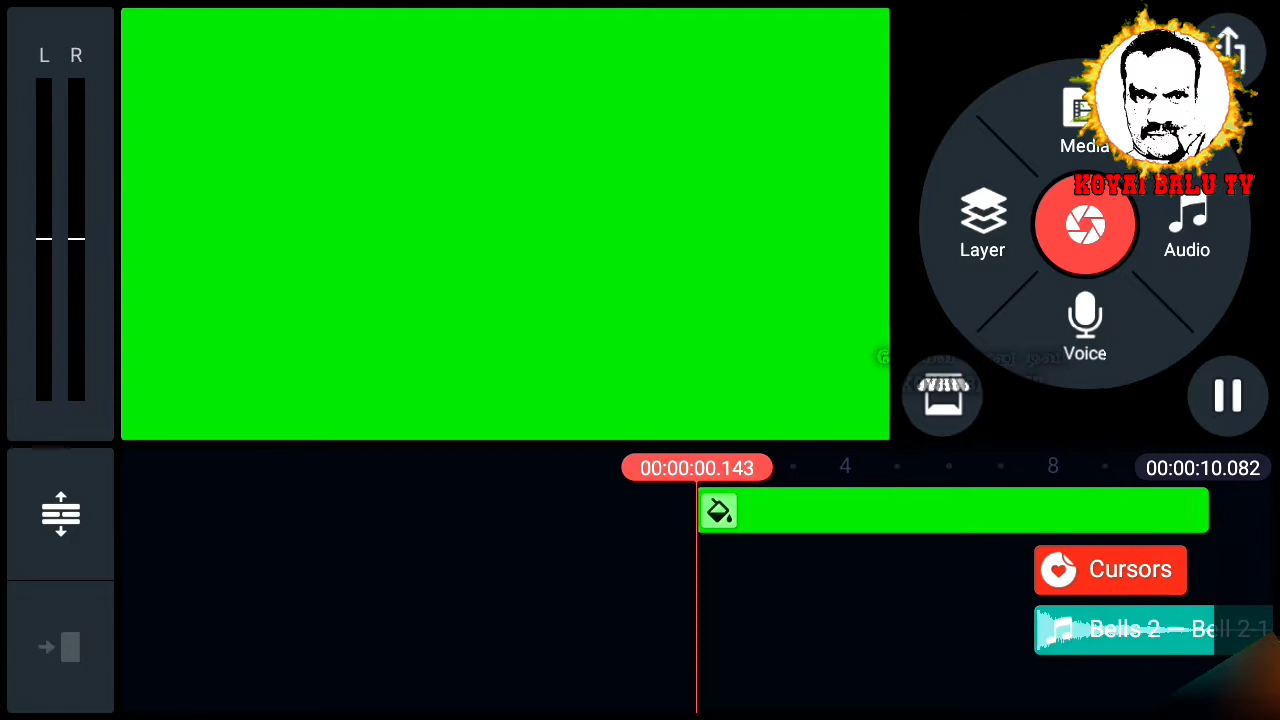 L R
Media
KOVAI BALU TV
Layer
Audio
Voice
00:00:00.143
4
8
00:00:10.082
Cursors
Bells 2 – Bell 2-1